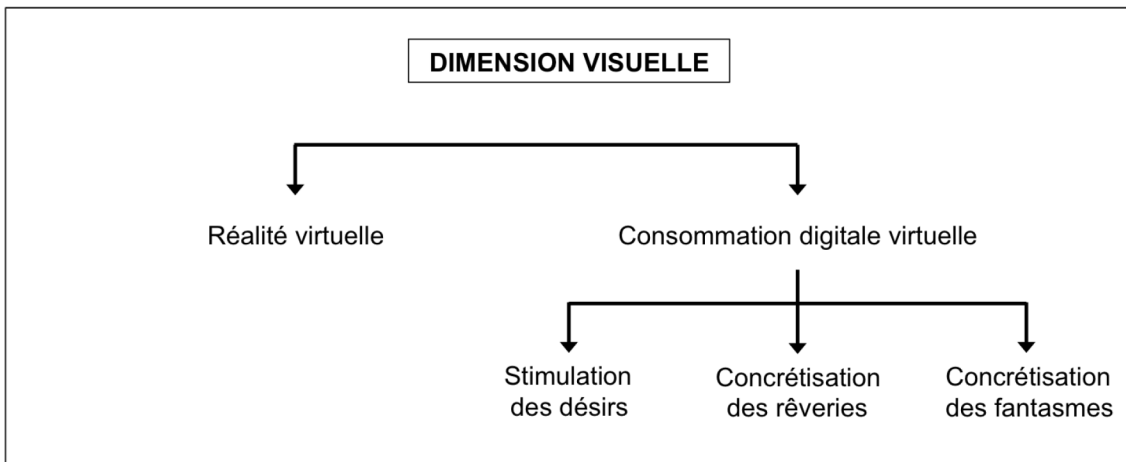 DIMENSION VISUELLE
Réalité virtuelle
Consommation digitale virtuelle
Stimulation
des désirs
Concrétisation
des rêveries
Concrétisation
des fantasmes